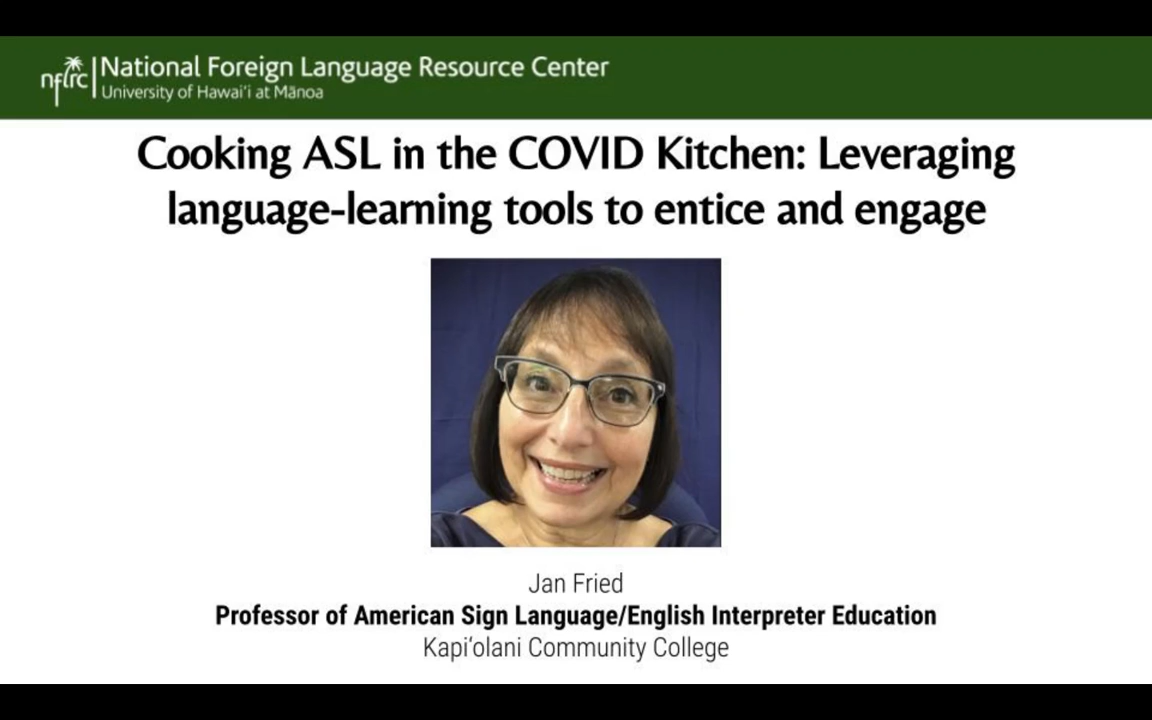 nflrc
National Foreign Language Resource Center
University of Hawai‘i at Mānoa
Cooking ASL in the COVID Kitchen: Leveraging
language-learning tools to entice and engage
Jan Fried
Professor of American Sign Language/English Interpreter Education
Kapi‘olani Community College